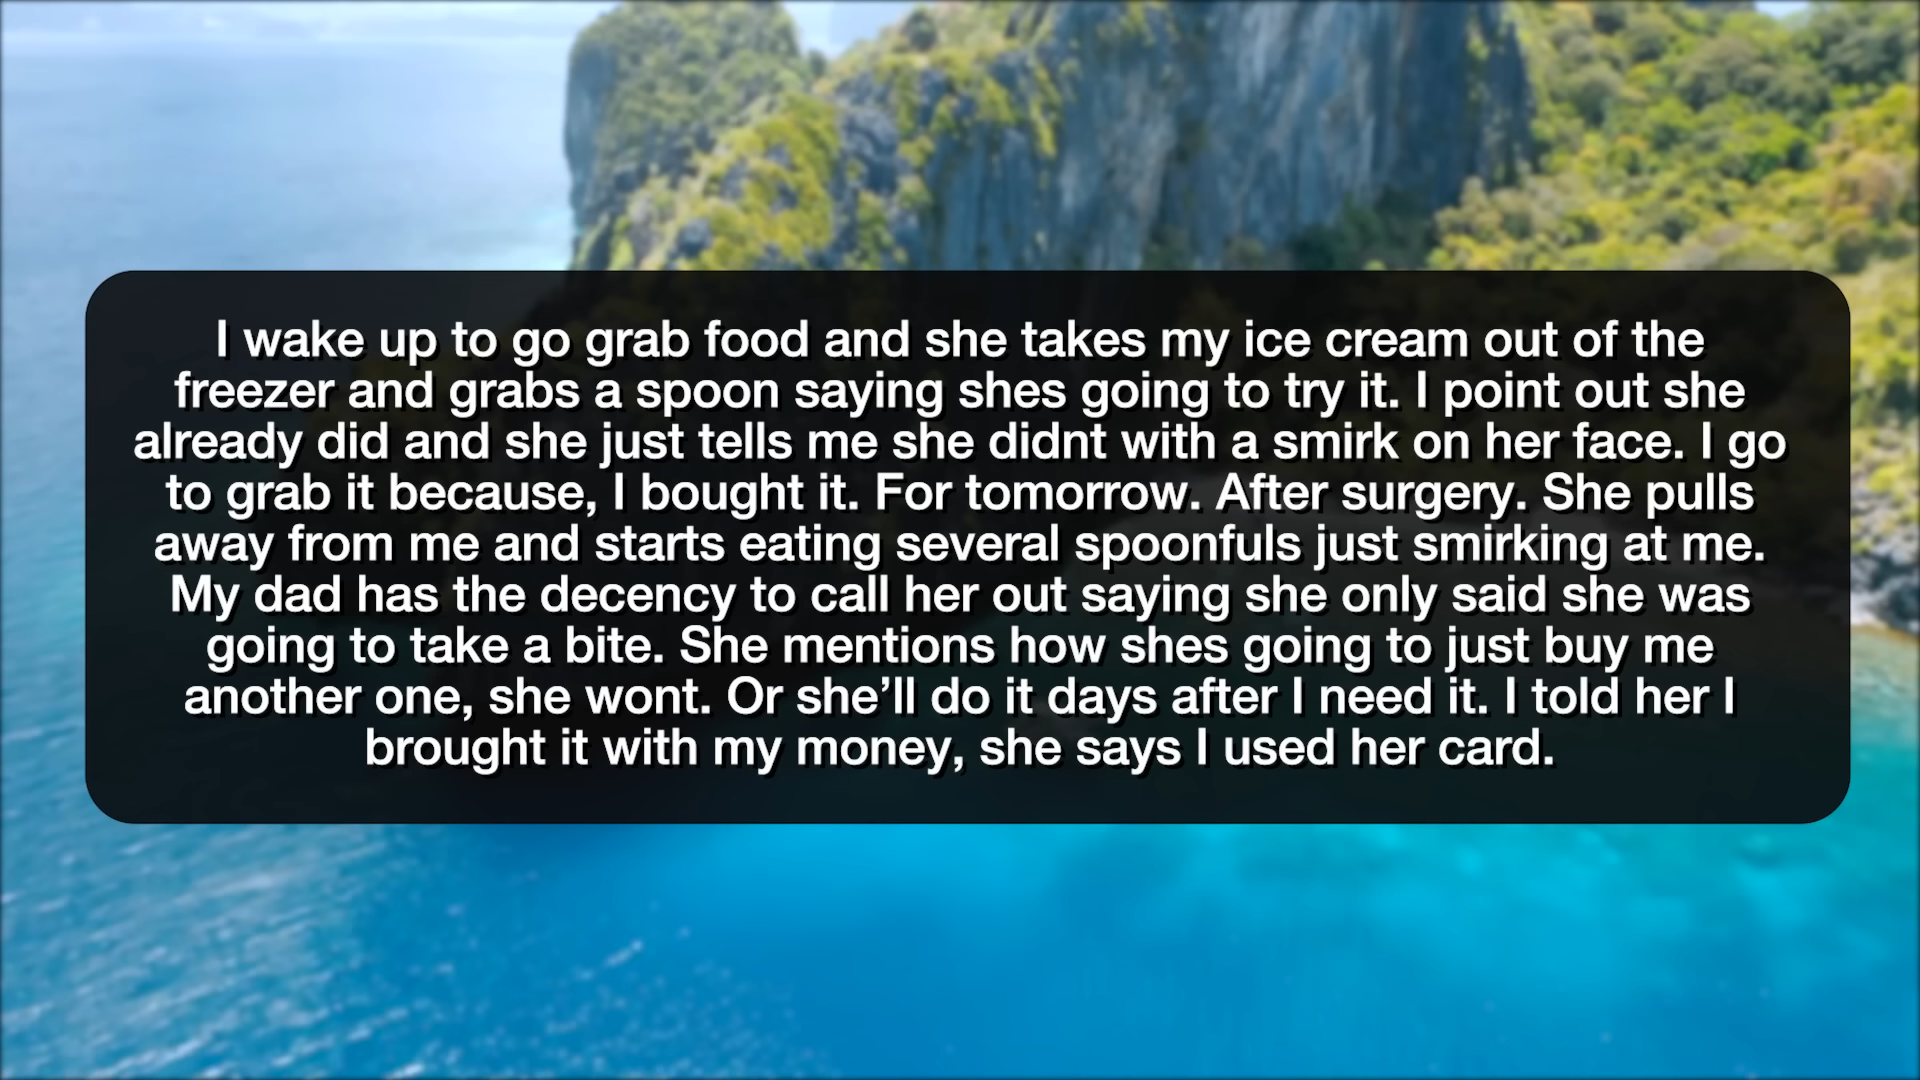 I wake up to go grab food and she takes my ice cream out of the
freezer and grabs a spoon saying shes going to try it. I point out she
already did and she just tells me she didnt with a smirk on her face. I go
to grab it because, I bought it. For tomorrow. After surgery. She pulls
away from me and starts eating several spoonfuls just smirking at me.
My dad has the decency to call her out saying she only said she was
going to take a bite. She mentions how shes going to just buy me
another one, she wont. Or she’ll do it days after I need it. I told her I
brought it with my money, she says I used her card.